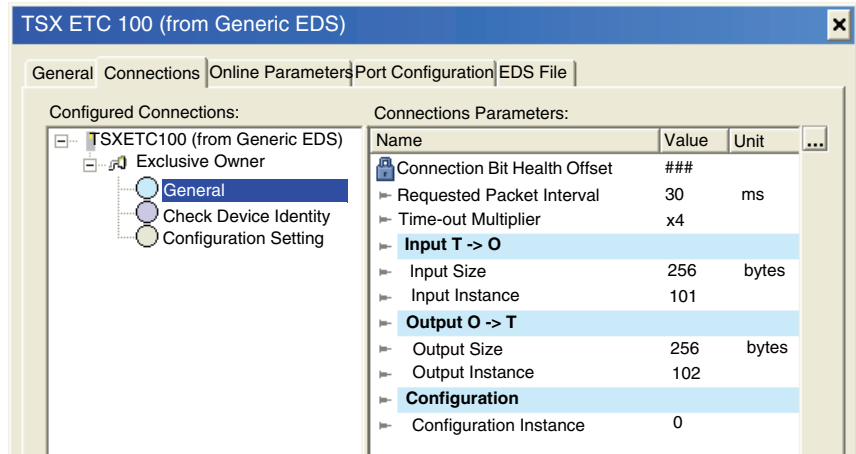 TSX ETC 100 (from Generic EDS)
General Connections Online Parameters Port Configuration EDS File
Configured Connections:
TSXETC100 (from Generic EDS)
Exclusive Owner
General
Check Device Identity
Configuration Setting
Connections Parameters:
Name Value Unit ...
Connection Bit Health Offset ###
Requested Packet Interval 30 ms
Time-out Multiplier x4
Input T -> O
Input Size 256 bytes
Input Instance 101
Output O -> T
Output Size 256 bytes
Output Instance 102
Configuration
Configuration Instance 0